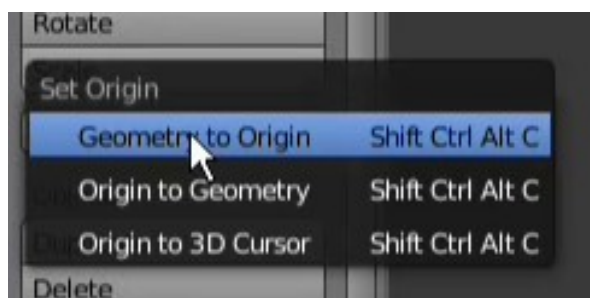 Rotate
Set Origin
Geometry to Origin Shift Ctrl Alt C
Origin to Geometry Shift Ctrl Alt C
Origin to 3D Cursor Shift Ctrl Alt C
Delete